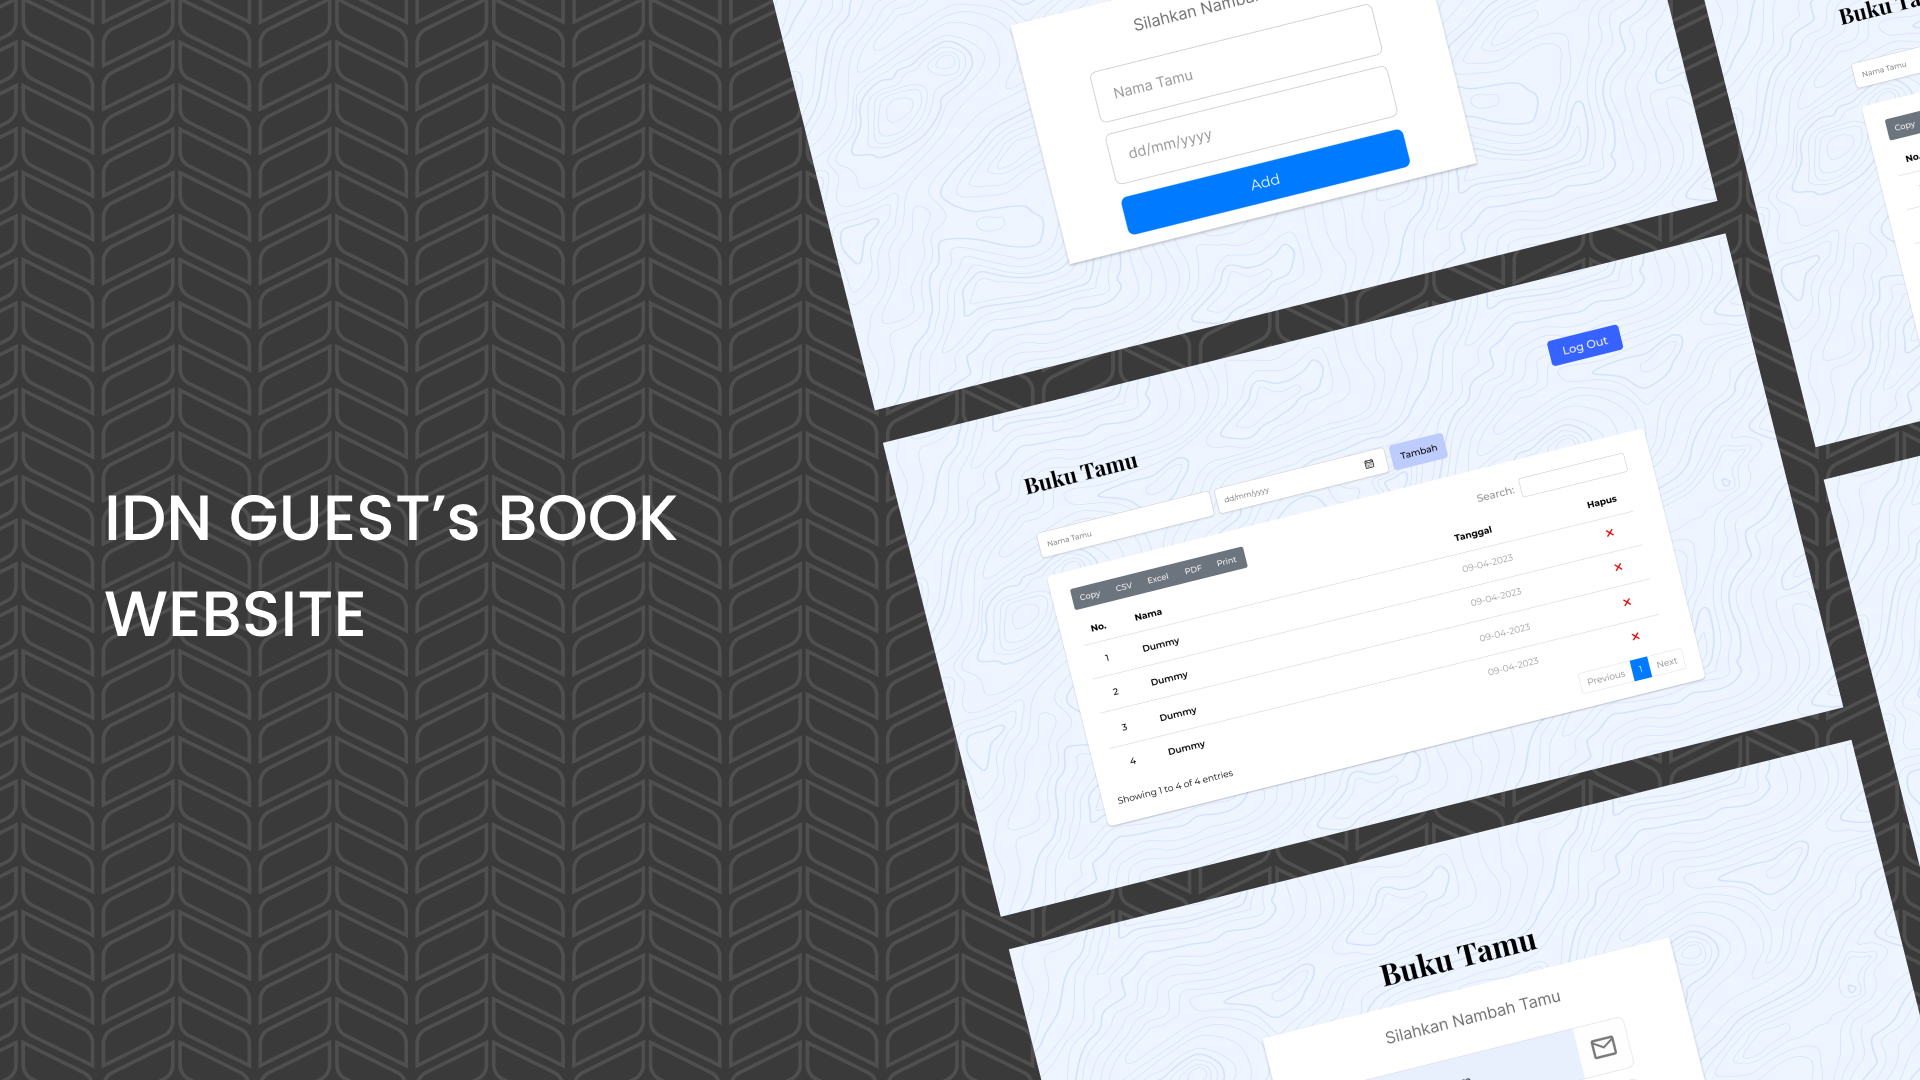 IDN GUEST’s BOOK
WEBSITE
Nama Tamu
dd/mm/yyyy
Add
Log Out
Buku Tamu
Nama Tamu
dd/mm/yyyy
Tambah
Search:
Copy CSV Excel PDF Print
No. Nama Tanggal Hapus
1 Dummy 09-04-2023 ×
2 Dummy 09-04-2023 ×
3 Dummy 09-04-2023 ×
4 Dummy 09-04-2023 ×
Showing 1 to 4 of 4 entries
Previous 1 Next
Buku Tamu
Silahkan Nambah Tamu
Silahkan
Buku
Nama Tamu
Copy
No.